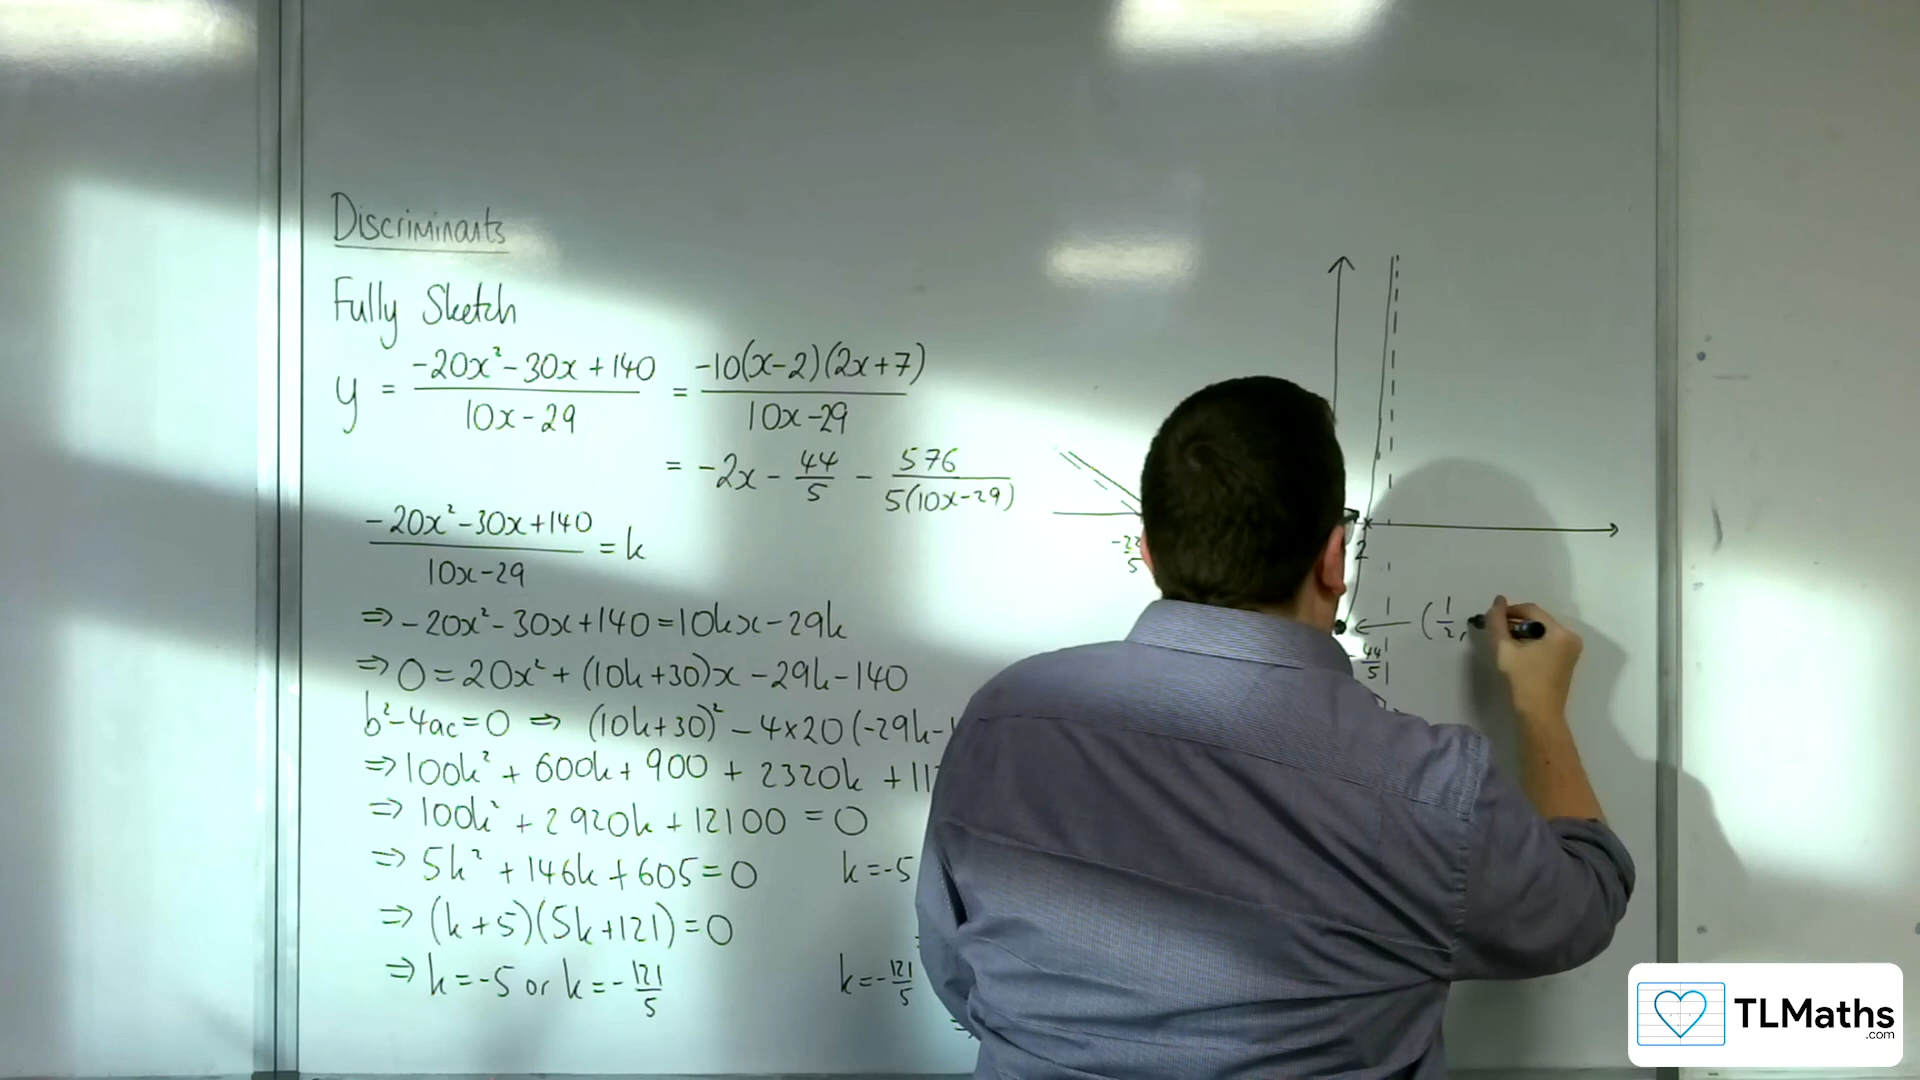 Discriminants
Fully Sketch
y = (-20x² - 30x + 140)/(10x - 29) = (-10(x-2)(2x+7))/(10x-29)
= -2x - 44/5 - 576/(5(10x-29))
(-20x² - 30x + 140)/(10x-29) = k
⇒ -20x² - 30x + 140 = 10kx - 29k
⇒ 0 = 20x² + (10k+30)x - 29k - 140
b²-4ac = 0 ⇒ (10k+30)² - 4×20(-29k-
⇒ 100k² + 600k + 900 + 2320k + 11
⇒ 100k² + 2920k + 12100 = 0
⇒ 5k² + 146k + 605 = 0
k = -5
⇒ (k+5)(5k+121) = 0
⇒ k = -5 or k = -121/5
k = -121/5
2
(1/2,
-44/5
TLMaths
.com